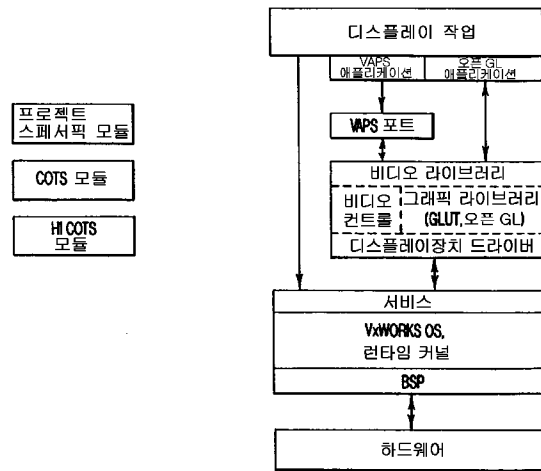 디스플레이 작업
VAPS
애플리케이션
오픈 GL
애플리케이션
프로젝트
스페서픽 모듈
COTS 모듈
HI COTS
모듈
VAPS 포트
비디오 라이브러리
비디오
컨트롤
그래픽 라이브러리
(GLUT,오픈 GL)
디스플레이장치 드라이버
서비스
VxWORKS OS,
런타임 커널
BSP
하드웨어